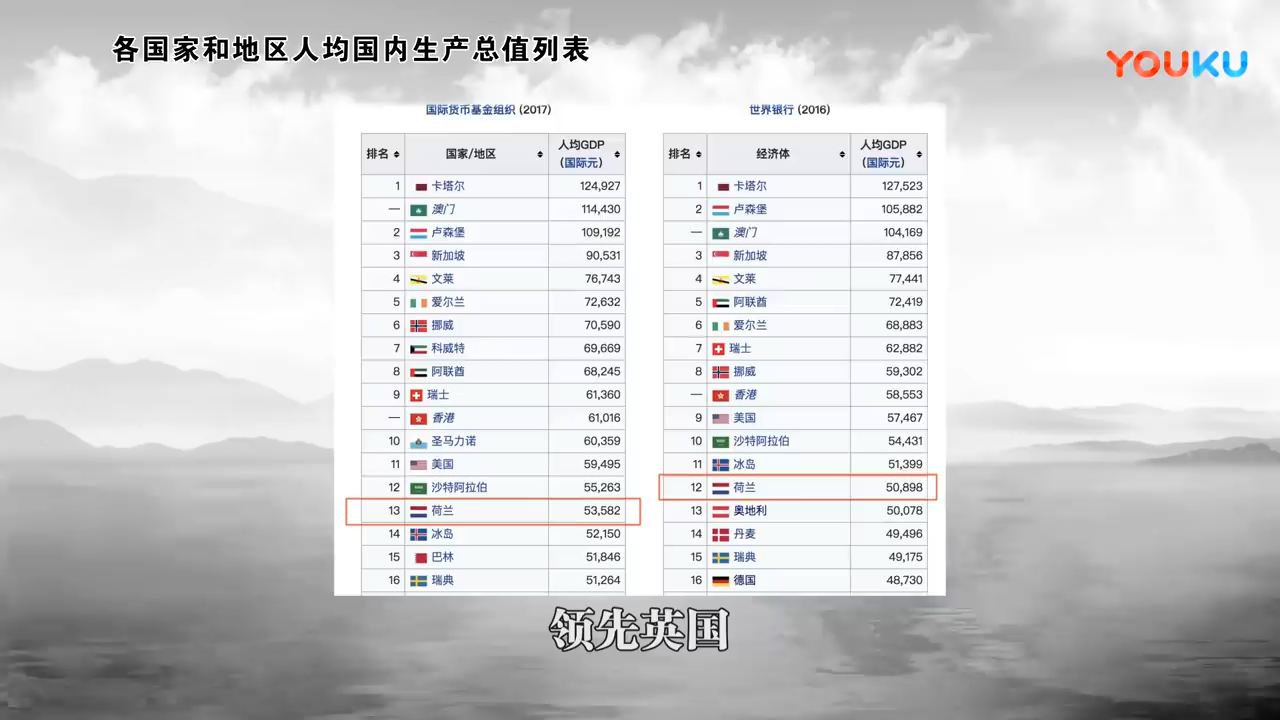 各国家和地区人均国内生产总值列表
YOUKU
国际货币基金组织 (2017)
排名 国家/地区 人均GDP (国际元)
1 卡塔尔 124,927
— 澳门 114,430
2 卢森堡 109,192
3 新加坡 90,531
4 文莱 76,743
5 爱尔兰 72,632
6 挪威 70,590
7 科威特 69,669
8 阿联酋 68,245
9 瑞士 61,360
— 香港 61,016
10 圣马力诺 60,359
11 美国 59,495
12 沙特阿拉伯 55,263
13 荷兰 53,582
14 冰岛 52,150
15 巴林 51,846
16 瑞典 51,264
世界银行 (2016)
排名 经济体 人均GDP (国际元)
1 卡塔尔 127,523
2 卢森堡 105,882
— 澳门 104,169
3 新加坡 87,856
4 文莱 77,441
5 阿联酋 72,419
6 爱尔兰 68,883
7 瑞士 62,882
8 挪威 59,302
— 香港 58,553
9 美国 57,467
10 沙特阿拉伯 54,431
11 冰岛 51,399
12 荷兰 50,898
13 奥地利 50,078
14 丹麦 49,496
15 瑞典 49,175
16 德国 48,730
领先英国